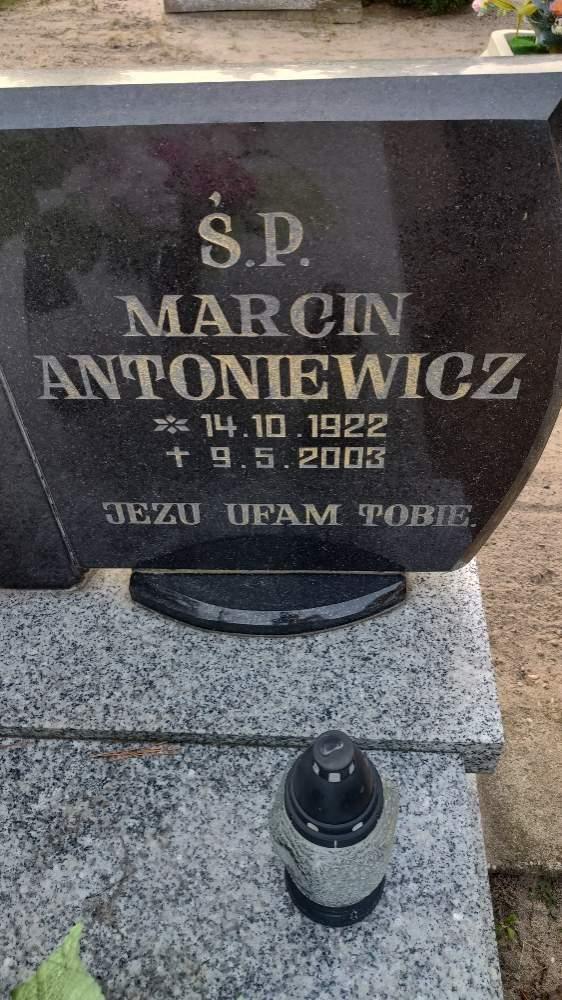 Ś.P.
MARCIN
ANTONIEWICZ
* 14.10.1922
✝ 9.5.2003
JEZU UFAM TOBIE.